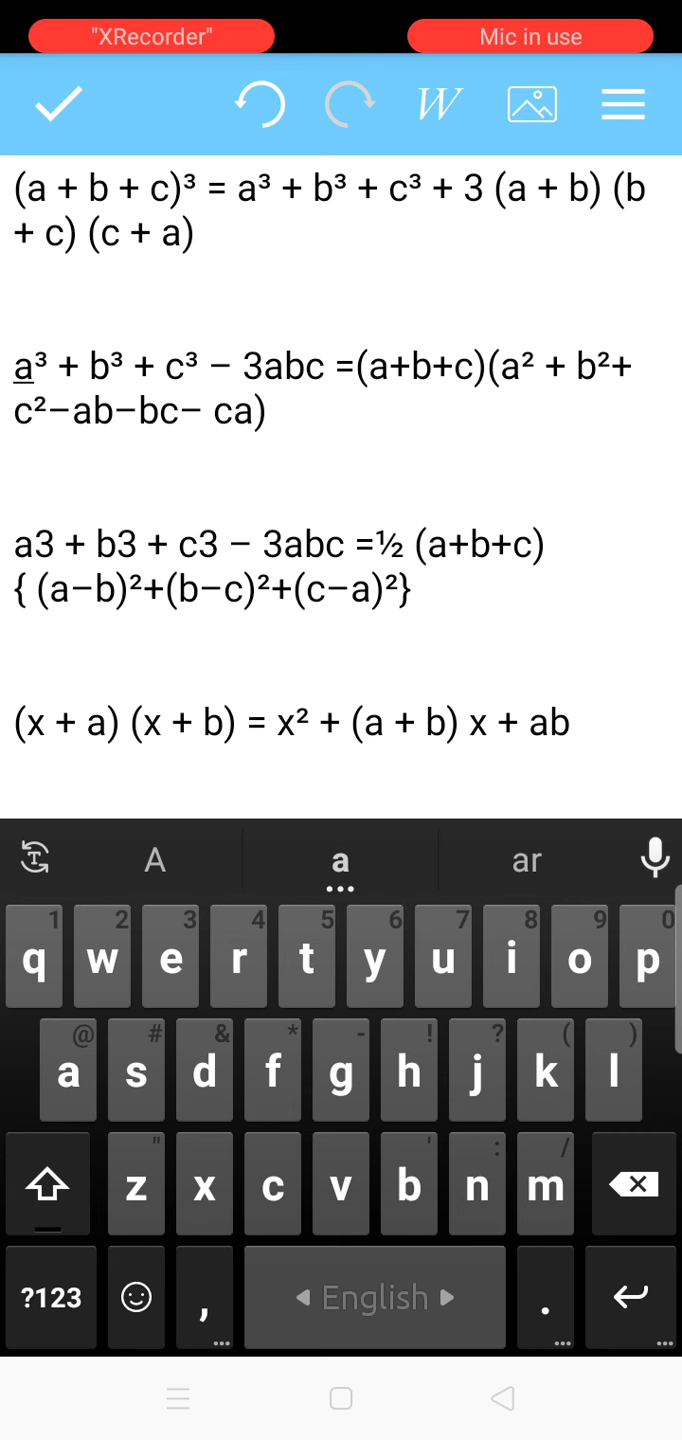 "XRecorder" Mic in use
W
(a + b + c)³ = a³ + b³ + c³ + 3 (a + b) (b
+ c) (c + a)
a³ + b³ + c³ – 3abc =(a+b+c)(a² + b²+
c²−ab−bc− ca)
a3 + b3 + c3 – 3abc =½ (a+b+c)
{ (a−b)²+(b−c)²+(c−a)²}
(x + a) (x + b) = x² + (a + b) x + ab
A a ar
1 2 3 4 5 6 7 8 9 0
q w e r t y u i o p
@ # & * - ! ? ( )
a s d f g h j k l
" ' : /
z x c v b n m
?123 , English .